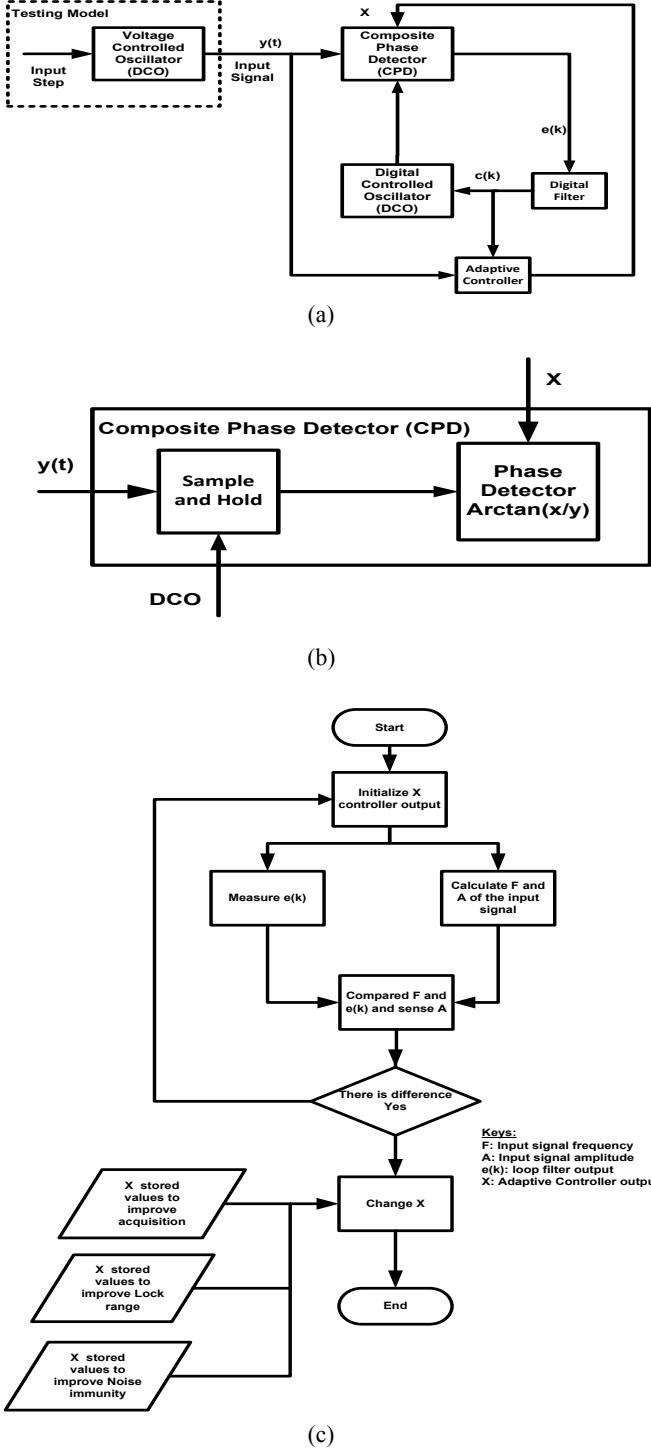 Testing Model
Voltage
Controlled
Oscillator
(DCO)
Input
Step
y(t)
Input
Signal
X
Composite
Phase
Detector
(CPD)
e(k)
Digital
Controlled
Oscillator
(DCO)
c(k)
Digital
Filter
Adaptive
Controller
(a)
X
Composite Phase Detector (CPD)
y(t)
Sample
and Hold
Phase
Detector
Arctan(x/y)
DCO
(b)
Start
Initialize X
controller output
Measure e(k)
Calculate F and
A of the input
signal
Compared F and
e(k) and sense A
There is difference
Yes
Keys:
F: Input signal frequency
A: Input signal amplitude
e(k): loop filter output
X: Adaptive Controller outpu
X stored
values to
improve
acquisition
Change X
X stored
values to
improve Lock
range
End
X stored
values to
improve Noise
immunity
(c)